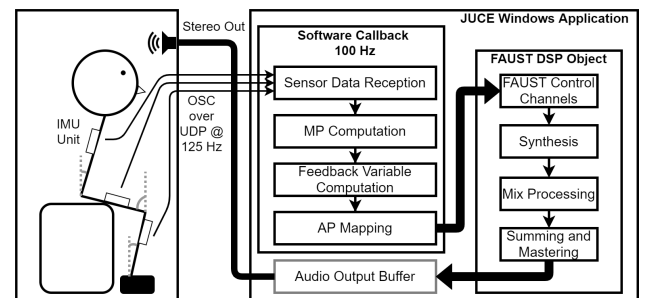 JUCE Windows Application
Stereo Out
Software Callback
100 Hz
FAUST DSP Object
Sensor Data Reception
FAUST Control
Channels
IMU
Unit
OSC
over
UDP @
125 Hz
MP Computation
Synthesis
Feedback Variable
Computation
Mix Processing
AP Mapping
Summing and
Mastering
Audio Output Buffer